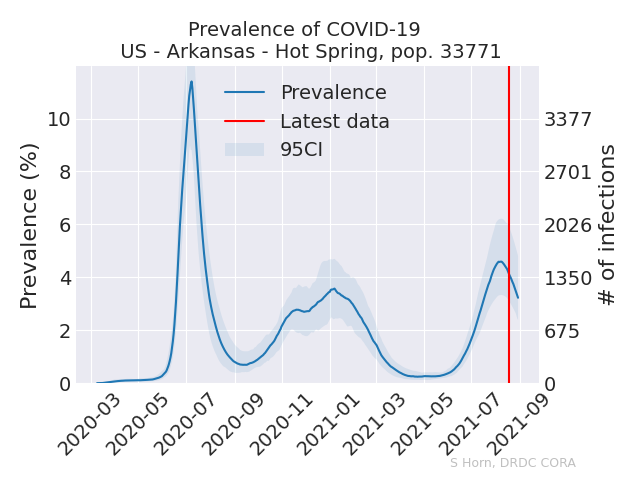 Prevalence of COVID-19
US - Arkansas - Hot Spring, pop. 33771
Prevalence
Latest data
95CI
Prevalence (%)
10
8
6
4
2
0
3377
2701
2026
1350
675
0
# of infections
2020-03
2020-05
2020-07
2020-09
2020-11
2021-01
2021-03
2021-05
2021-07
2021-09
S Horn, DRDC CORA